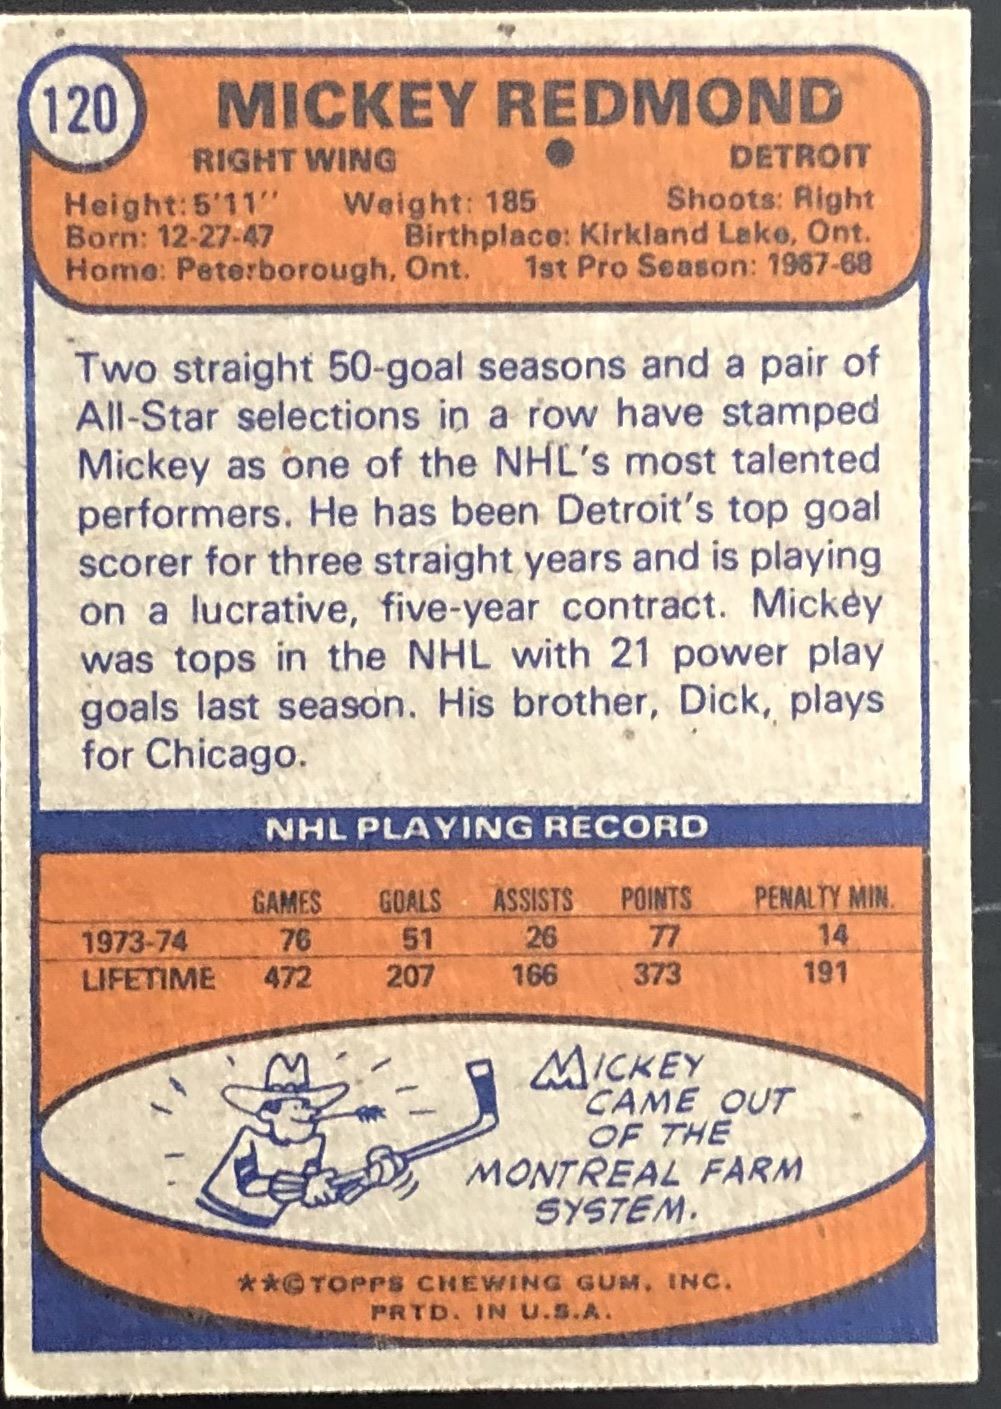 120
MICKEY REDMOND
RIGHT WING • DETROIT
Height: 5'11" Weight: 185 Shoots: Right
Born: 12-27-47 Birthplace: Kirkland Lake, Ont.
Home: Peterborough, Ont. 1st Pro Season: 1967-68
Two straight 50-goal seasons and a pair of
All-Star selections in a row have stamped
Mickey as one of the NHL's most talented
performers. He has been Detroit's top goal
scorer for three straight years and is playing
on a lucrative, five-year contract. Mickey
was tops in the NHL with 21 power play
goals last season. His brother, Dick, plays
for Chicago.
NHL PLAYING RECORD
GAMES GOALS ASSISTS POINTS PENALTY MIN.
1973-74 76 51 26 77 14
LIFETIME 472 207 166 373 191
MICKEY
CAME OUT
OF THE
MONTREAL FARM
SYSTEM.
**© TOPPS CHEWING GUM, INC.
PRTD. IN U.S.A.